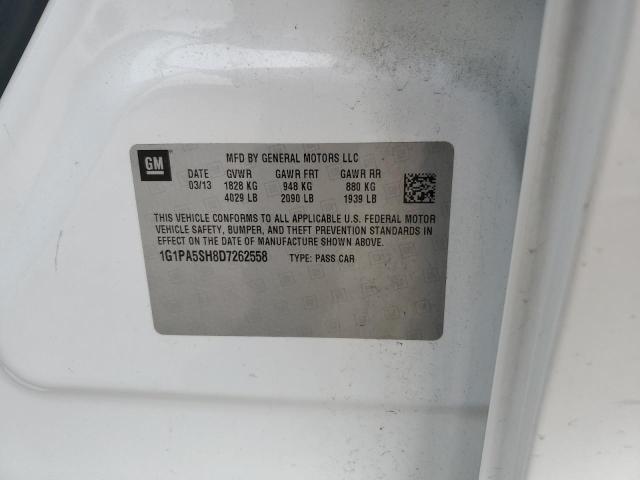 GM
MFD BY GENERAL MOTORS LLC
DATE GVWR GAWR FRT GAWR RR
03/13 1828 KG 948 KG 880 KG
4029 LB 2090 LB 1939 LB
THIS VEHICLE CONFORMS TO ALL APPLICABLE U.S. FEDERAL MOTOR
VEHICLE SAFETY, BUMPER, AND THEFT PREVENTION STANDARDS IN
EFFECT ON THE DATE OF MANUFACTURE SHOWN ABOVE.
1G1PA5SH8D7262558 TYPE: PASS CAR